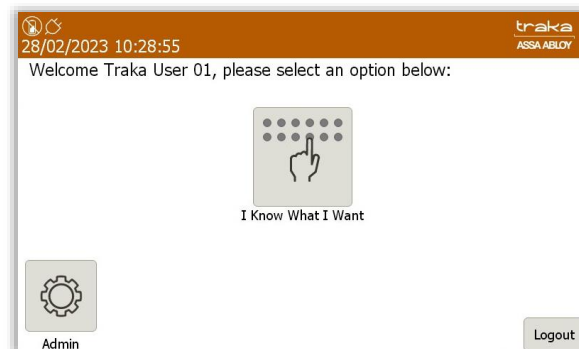 traka
28/02/2023 10:28:55
ASSA ABLOY
Welcome Traka User 01, please select an option below:
I Know What I Want
Admin
Logout